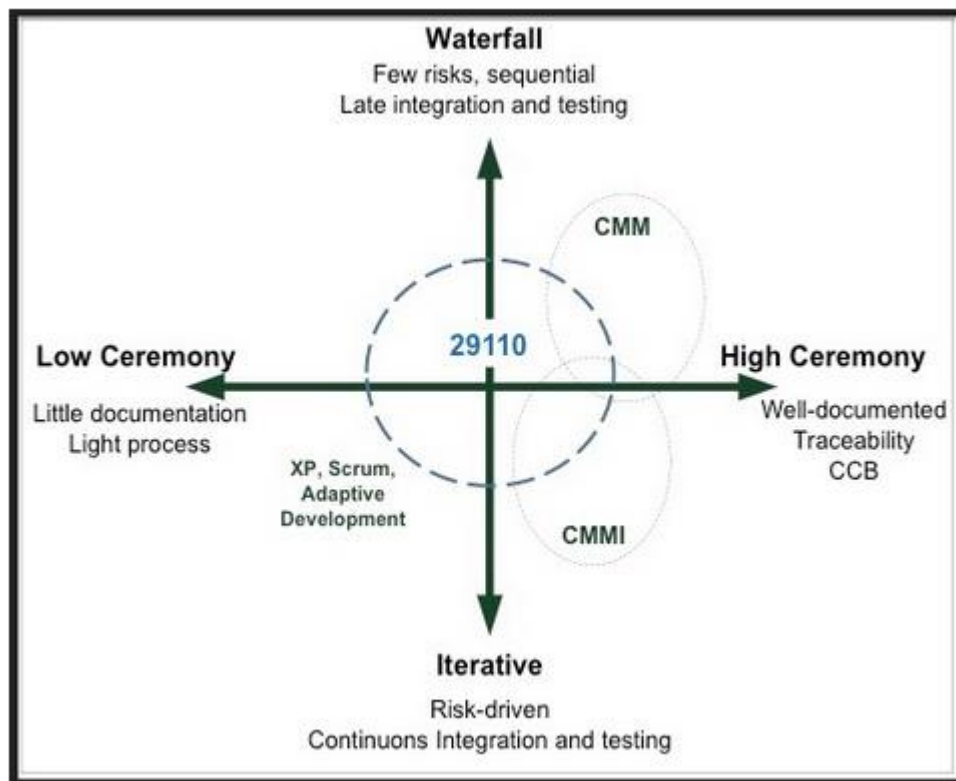 Waterfall
Few risks, sequential
Late integration and testing
CMM
29110
Low Ceremony
High Ceremony
Little documentation
Light process
Well-documented
Traceability
CCB
XP, Scrum,
Adaptive
Development
CMMI
Iterative
Risk-driven
Continuons Integration and testing